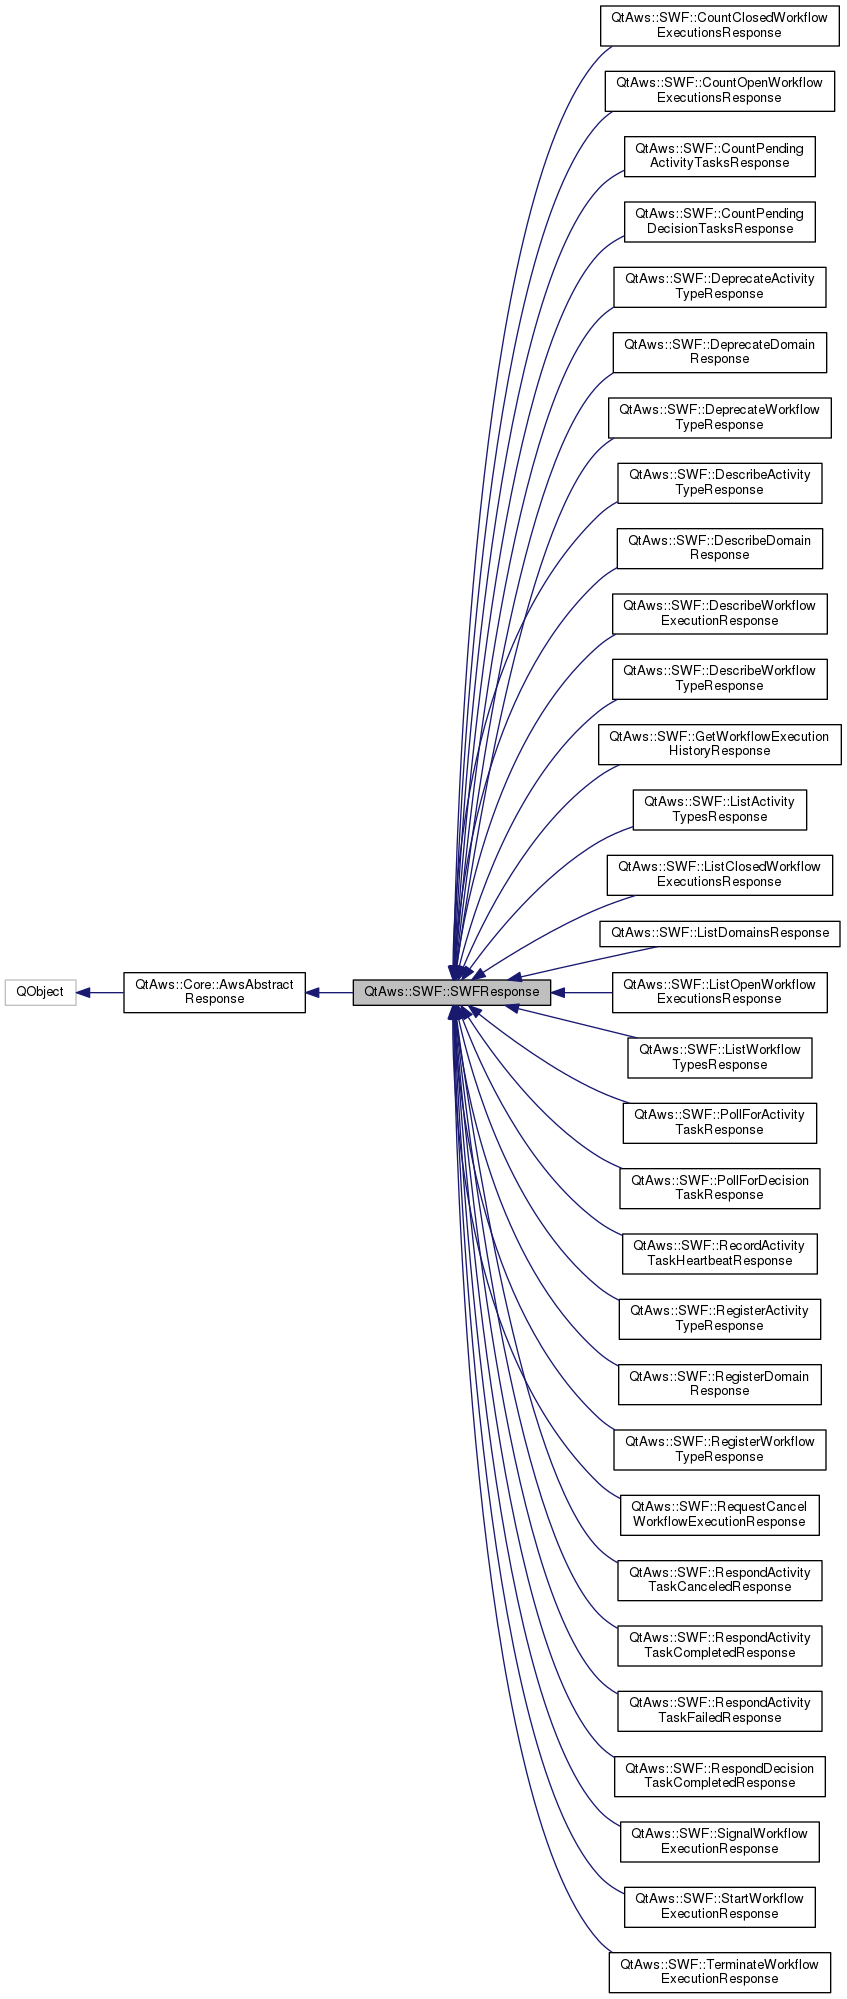 QtAws::SWF::CountClosedWorkflow
ExecutionsResponse
QtAws::SWF::CountOpenWorkflow
ExecutionsResponse
QtAws::SWF::CountPending
ActivityTasksResponse
QtAws::SWF::CountPending
DecisionTasksResponse
QtAws::SWF::DeprecateActivity
TypeResponse
QtAws::SWF::DeprecateDomain
Response
QtAws::SWF::DeprecateWorkflow
TypeResponse
QtAws::SWF::DescribeActivity
TypeResponse
QtAws::SWF::DescribeDomain
Response
QtAws::SWF::DescribeWorkflow
ExecutionResponse
QtAws::SWF::DescribeWorkflow
TypeResponse
QtAws::SWF::GetWorkflowExecution
HistoryResponse
QtAws::SWF::ListActivity
TypesResponse
QtAws::SWF::ListClosedWorkflow
ExecutionsResponse
QtAws::SWF::ListDomainsResponse
QObject
QtAws::Core::AwsAbstract
Response
QtAws::SWF::SWFResponse
QtAws::SWF::ListOpenWorkflow
ExecutionsResponse
QtAws::SWF::ListWorkflow
TypesResponse
QtAws::SWF::PollForActivity
TaskResponse
QtAws::SWF::PollForDecision
TaskResponse
QtAws::SWF::RecordActivity
TaskHeartbeatResponse
QtAws::SWF::RegisterActivity
TypeResponse
QtAws::SWF::RegisterDomain
Response
QtAws::SWF::RegisterWorkflow
TypeResponse
QtAws::SWF::RequestCancel
WorkflowExecutionResponse
QtAws::SWF::RespondActivity
TaskCanceledResponse
QtAws::SWF::RespondActivity
TaskCompletedResponse
QtAws::SWF::RespondActivity
TaskFailedResponse
QtAws::SWF::RespondDecision
TaskCompletedResponse
QtAws::SWF::SignalWorkflow
ExecutionResponse
QtAws::SWF::StartWorkflow
ExecutionResponse
QtAws::SWF::TerminateWorkflow
ExecutionResponse